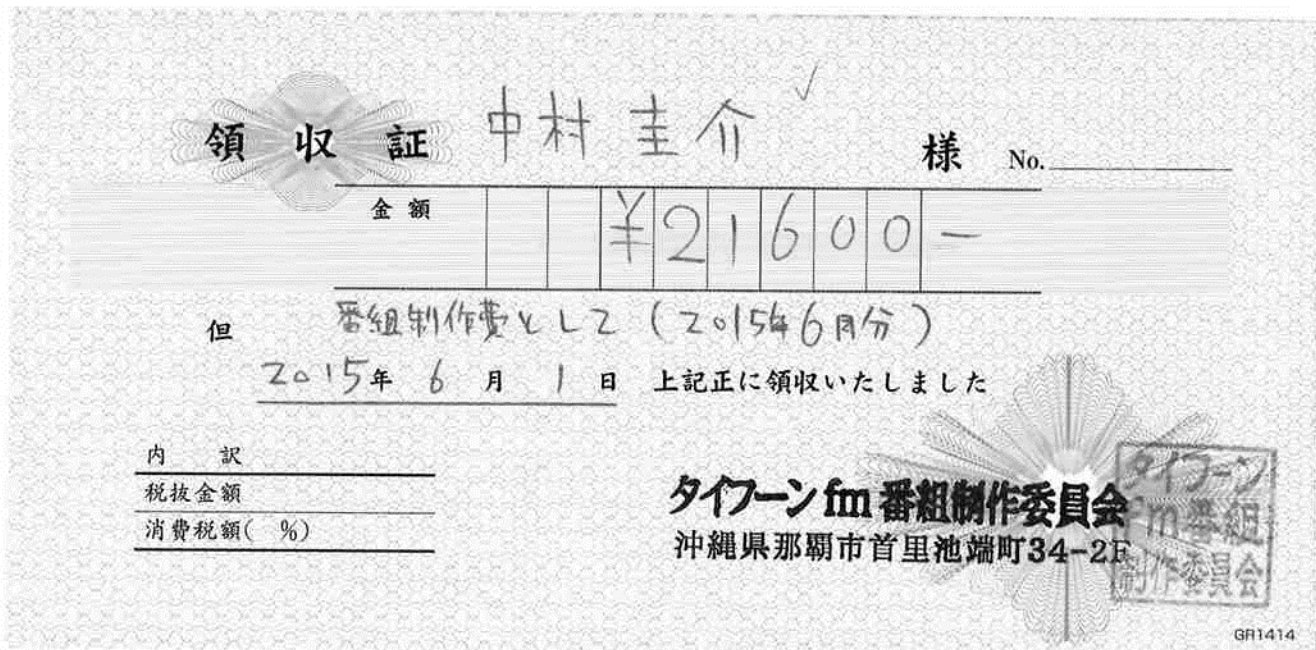 領収証 中村圭介 様 No.
金額 ¥21600-
但 番組制作費として(2015年6月分)
2015年 6月 1日 上記正に領収いたしました
内訳
税抜金額
消費税額( %)
タイフーンfm番組制作委員会
沖縄県那覇市首里池端町34-2F
タイフーン
fm番組
制作委員会
GR1414